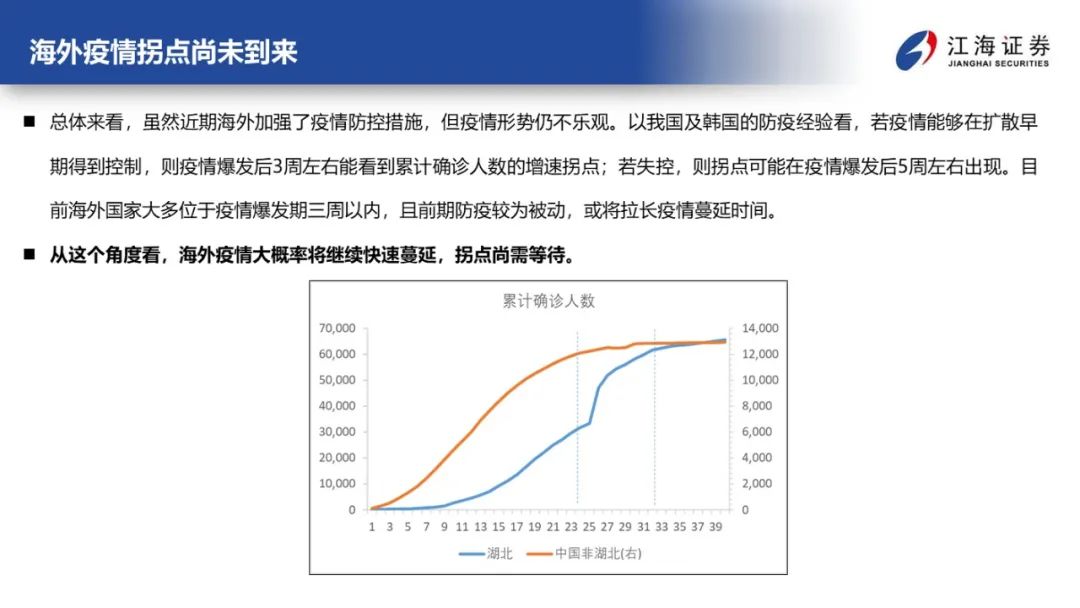 海外疫情拐点尚未到来
江海证券
JIANGHAI SECURITIES
■ 总体来看，虽然近期海外加强了疫情防控措施，但疫情形势仍不乐观。以我国及韩国的防疫经验看，若疫情能够在扩散早
期得到控制，则疫情爆发后3周左右能看到累计确诊人数的增速拐点；若失控，则拐点可能在疫情爆发后5周左右出现。目
前海外国家大多位于疫情爆发期三周以内，且前期防疫较为被动，或将拉长疫情蔓延时间。
■ 从这个角度看，海外疫情大概率将继续快速蔓延，拐点尚需等待。
累计确诊人数
70,000 14,000
60,000 12,000
50,000 10,000
40,000 8,000
30,000 6,000
20,000 4,000
10,000 2,000
0 0
1 3 5 7 9 11 13 15 17 19 21 23 25 27 29 31 33 35 37 39
湖北 中国非湖北(右)